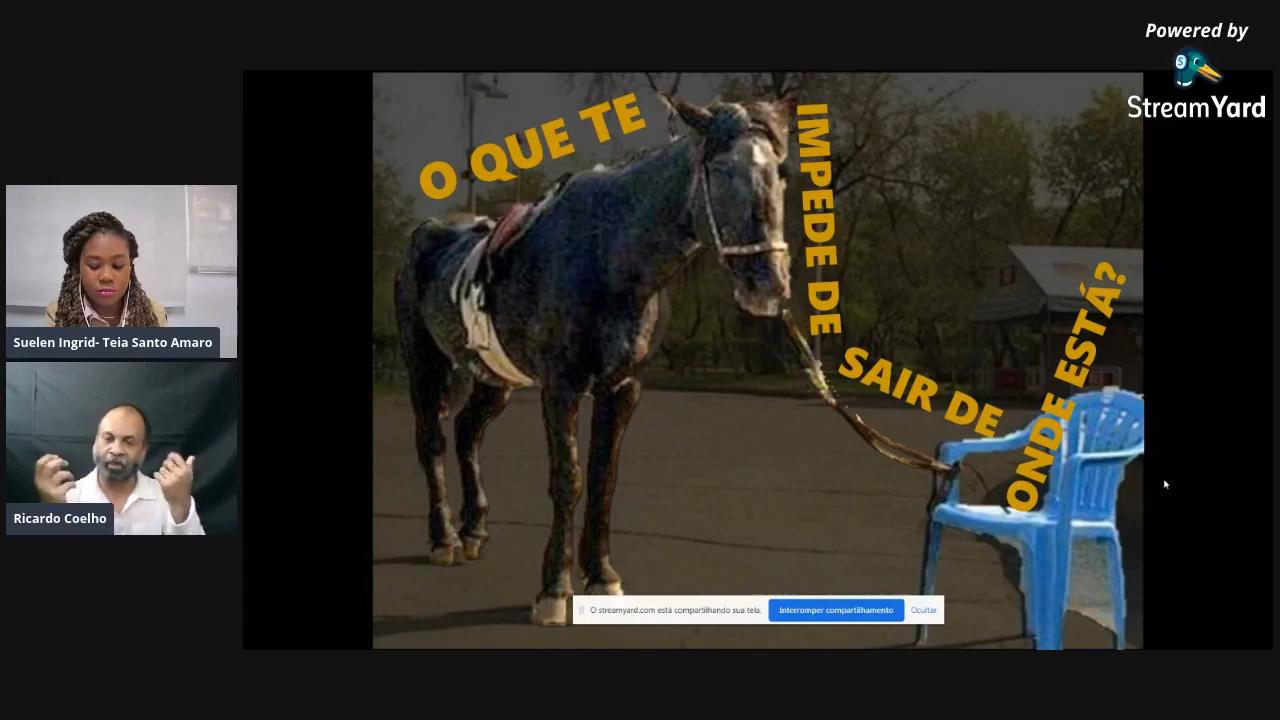 Powered by
StreamYard
O QUE TE
IMPEDE DE
SAIR DE
ONDE ESTÁ?
Suelen Ingrid- Teia Santo Amaro
Ricardo Coelho
O streamyard.com está compartilhando sua tela.
Interromper compartilhamento
Ocultar